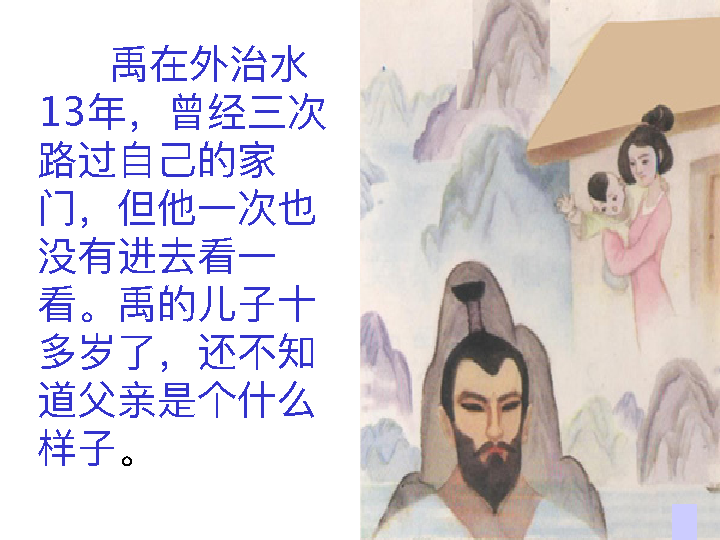 禹在外治水
13年，曾经三次
路过自己的家
门，但他一次也
没有进去看一
看。禹的儿子十
多岁了，还不知
道父亲是个什么
样子。